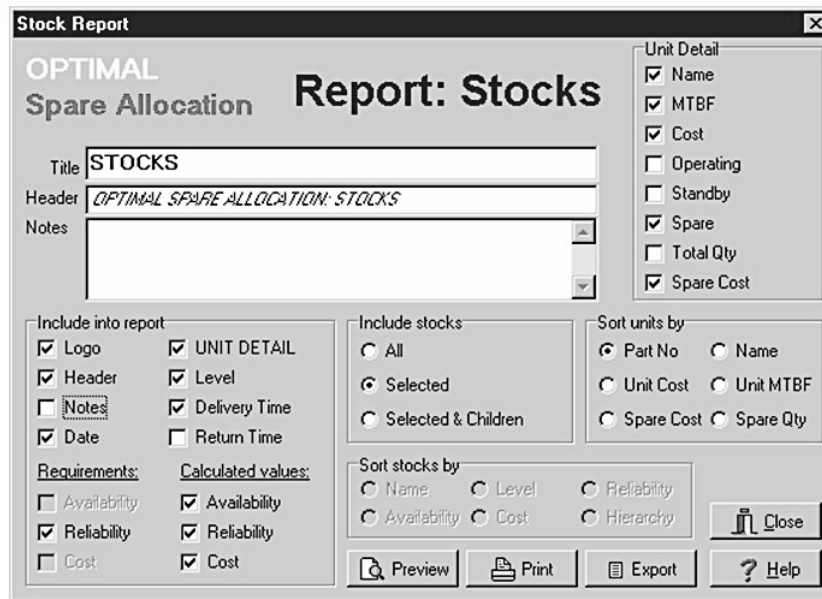 Stock Report
OPTIMAL
Spare Allocation
Report: Stocks
Title STOCKS
Header OPTIMAL SPARE ALLOCATION: STOCKS
Notes
Unit Detail
Name
MTBF
Cost
Operating
Standby
Spare
Total Qty
Spare Cost
Include into report
Logo UNIT DETAIL
Header Level
Notes Delivery Time
Date Return Time
Requirements: Calculated values:
Availability Availability
Reliability Reliability
Cost Cost
Include stocks
All
Selected
Selected & Children
Sort units by
Part No Name
Unit Cost Unit MTBF
Spare Cost Spare Qty
Sort stocks by
Name Level Reliability
Availability Cost Hierarchy
Close
Preview Print Export Help